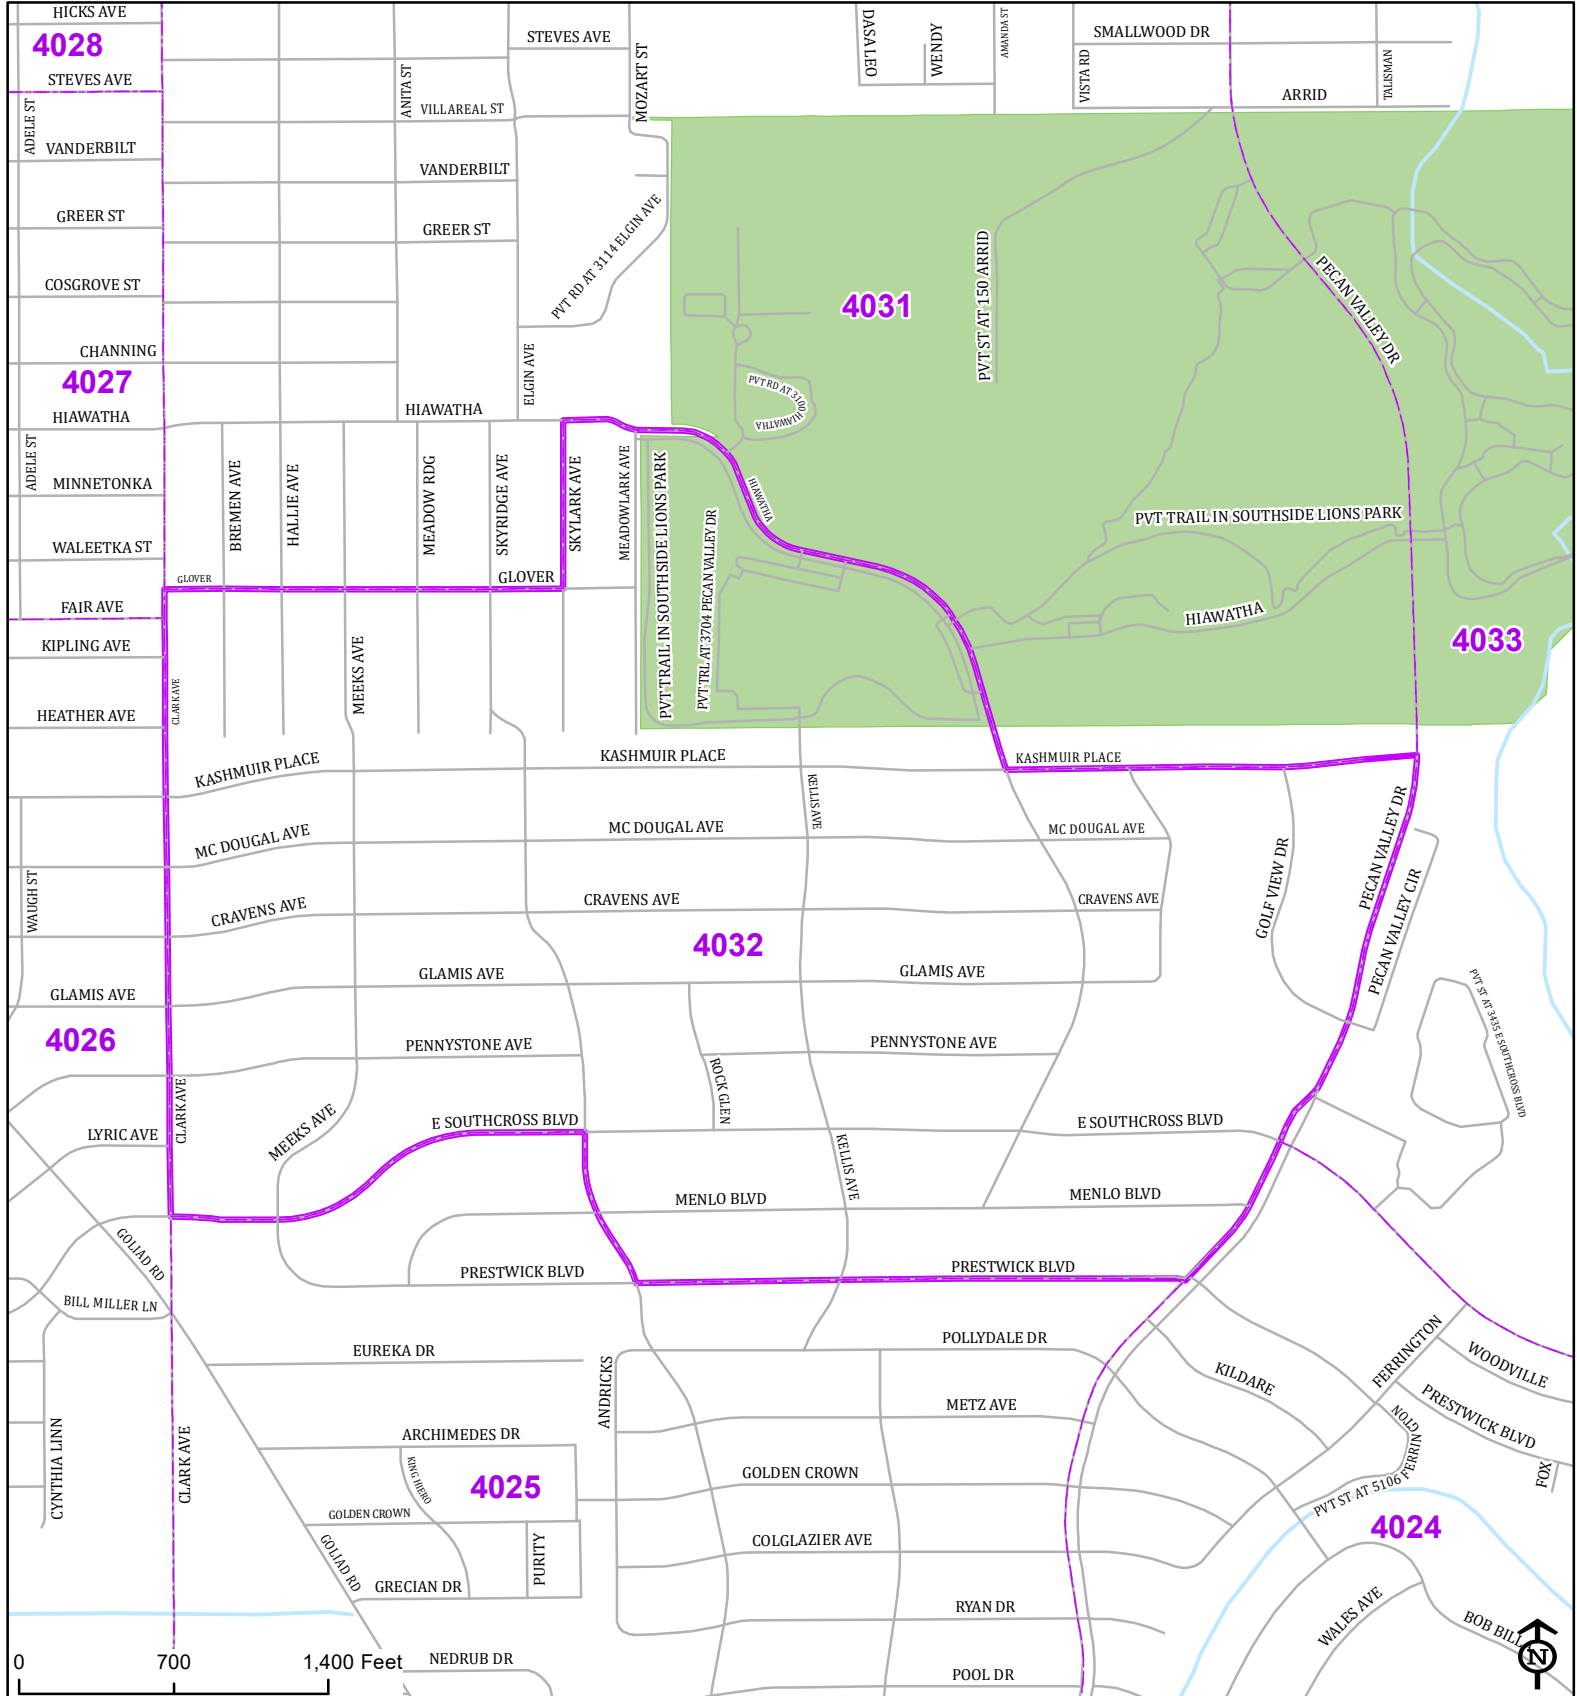 HICKS AVE
4028
STEVES AVE
STEVES AVE
ADELE ST
ANITA ST
VILLAREAL ST
MOZART ST
DASA LEO
WENDY
AMANDA ST
SMALLWOOD DR
VISTA RD
TALISMAN
ARRID
VANDERBILT
VANDERBILT
GREER ST
GREER ST
PVT RD AT 3114 ELGIN AVE
COSGROVE ST
4031
PVT ST AT 150 ARRID
PECAN VALLEY DR
CHANNING
4027
ELGIN AVE
PVT RD AT 3100 HIAWATHA
HIAWATHA
HIAWATHA
ADELE ST
MINNETONKA
BREMEN AVE
HALLIE AVE
MEADOW RDG
SKYRIDGE AVE
SKYLARK AVE
MEADOWLARK AVE
PVT TRAIL IN SOUTHSIDE LIONS PARK
PVT TRL AT 3704 PECAN VALLEY DR
HIAWATHA
PVT TRAIL IN SOUTHSIDE LIONS PARK
WALEETKA ST
GLOVER
GLOVER
FAIR AVE
HIAWATHA
4033
KIPLING AVE
CLARK AVE
MEEKS AVE
HEATHER AVE
KASHMUIR PLACE
KASHMUIR PLACE
KASHMUIR PLACE
KELLIS AVE
PECAN VALLEY DR
MC DOUGAL AVE
MC DOUGAL AVE
MC DOUGAL AVE
WAUGH ST
CRAVENS AVE
CRAVENS AVE
CRAVENS AVE
GOLF VIEW DR
PECAN VALLEY CIR
4032
GLAMIS AVE
GLAMIS AVE
GLAMIS AVE
PVT ST AT 3435 E SOUTHCROSS BLVD
4026
PENNYSTONE AVE
PENNYSTONE AVE
ROCK GLEN
CLARK AVE
MEEKS AVE
LYRIC AVE
E SOUTHCROSS BLVD
E SOUTHCROSS BLVD
KELLIS AVE
MENLO BLVD
MENLO BLVD
GOLIAD RD
PRESTWICK BLVD
PRESTWICK BLVD
BILL MILLER LN
EUREKA DR
POLLYDALE DR
ANDRICKS
KILDARE
FERRINGTON
WOODVILLE
PRESTWICK BLVD
CYNTHIA LINN
CLARK AVE
METZ AVE
ARCHIMEDES DR
KING HIERO
4025
GOLDEN CROWN
GOLDEN CROWN
PVT ST AT 5106 FERRINGTON
FOX
4024
GOLIAD RD
PURITY
COLGLAZIER AVE
GRECIAN DR
RYAN DR
WALES AVE
BOB BILL
NEDRUB DR
POOL DR
0 700 1,400 Feet
N